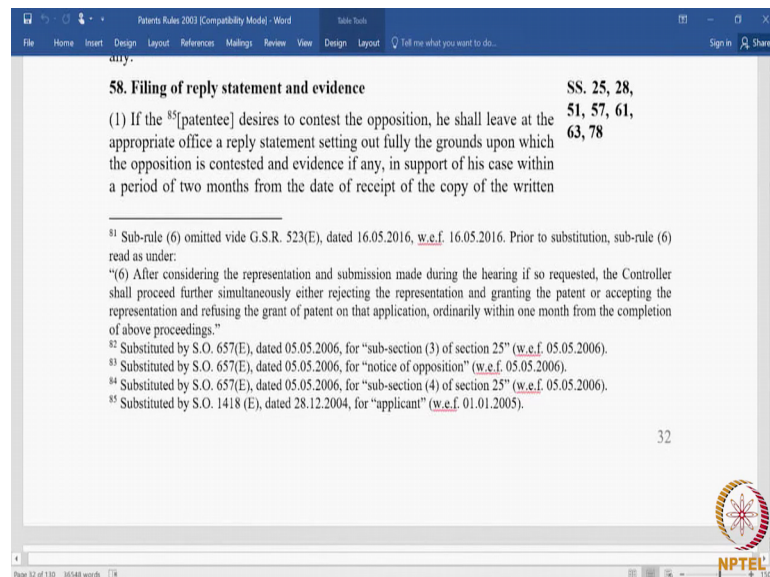 Patents Rules 2003 [Compatibility Mode] - Word
Table Tools
File Home Insert Design Layout References Mailings Review View Design Layout Tell me what you want to do... Sign in Share
any.
58. Filing of reply statement and evidence
SS. 25, 28,
51, 57, 61,
63, 78
(1) If the 85[patentee] desires to contest the opposition, he shall leave at the
appropriate office a reply statement setting out fully the grounds upon which
the opposition is contested and evidence if any, in support of his case within
a period of two months from the date of receipt of the copy of the written
81 Sub-rule (6) omitted vide G.S.R. 523(E), dated 16.05.2016, w.e.f. 16.05.2016. Prior to substitution, sub-rule (6)
read as under:
“(6) After considering the representation and submission made during the hearing if so requested, the Controller
shall proceed further simultaneously either rejecting the representation and granting the patent or accepting the
representation and refusing the grant of patent on that application, ordinarily within one month from the completion
of above proceedings.”
82 Substituted by S.O. 657(E), dated 05.05.2006, for “sub-section (3) of section 25” (w.e.f. 05.05.2006).
83 Substituted by S.O. 657(E), dated 05.05.2006, for “notice of opposition” (w.e.f. 05.05.2006).
84 Substituted by S.O. 657(E), dated 05.05.2006, for “sub-section (4) of section 25” (w.e.f. 05.05.2006).
85 Substituted by S.O. 1418 (E), dated 28.12.2004, for “applicant” (w.e.f. 01.01.2005).
32
NPTEL
Page 32 of 130 36548 words